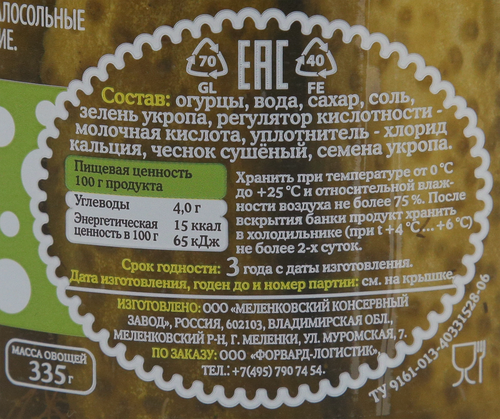 АЛОСОЛЬНЫЕ
ИЕ.
70
GL
EAC
40
FE
Состав: огурцы, вода, сахар, соль,
зелень укропа, регулятор кислотности -
молочная кислота, уплотнитель - хлорид
кальция, чеснок сушёный, семена укропа.
Пищевая ценность
100 г продукта
Углеводы 4,0 г
Энергетическая 15 ккал
ценность в 100 г 65 кДж
Хранить при температуре от 0 °С
до +25 °С и относительной влаж-
ности воздуха не более 75 %. После
вскрытия банки продукт хранить
в холодильнике (при t +4 °С...+6 °С)
не более 2-х суток.
Срок годности: 3 года с даты изготовления.
Дата изготовления, годен до и номер партии: см. на крышке.
ИЗГОТОВЛЕНО: ООО «МЕЛЕНКОВСКИЙ КОНСЕРВНЫЙ
ЗАВОД», РОССИЯ, 602103, ВЛАДИМИРСКАЯ ОБЛ.,
МЕЛЕНКОВСКИЙ Р-Н, Г. МЕЛЕНКИ, УЛ. МУРОМСКАЯ, 7.
ПО ЗАКАЗУ: ООО «ФОРВАРД-ЛОГИСТИК»,
ТЕЛ.: +7(495) 790 74 54.
МАССА ОВОЩЕЙ
335 г
ТУ 9161-013-40331528-06